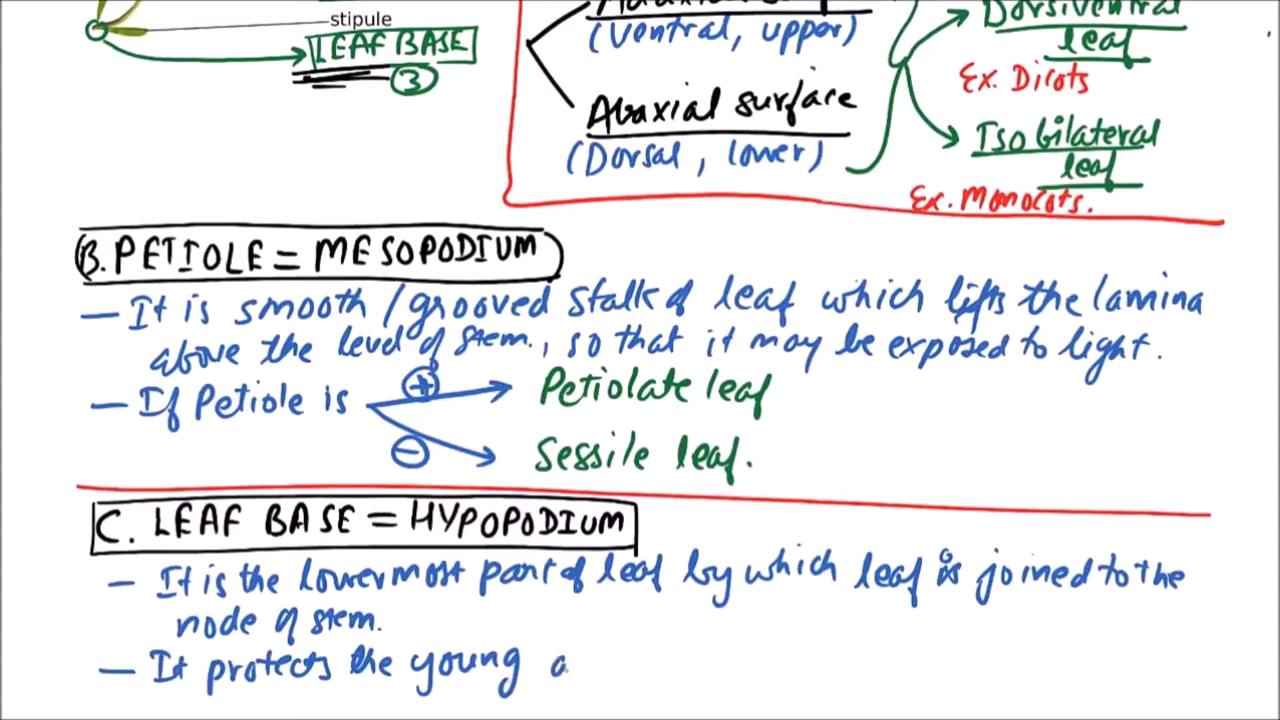 stipule
LEAF BASE
3
(Ventral, upper)
Abaxial surface
(Dorsal, lower)
Dorsiventral
leaf
Ex. Dicots
Isobilateral
leaf
Ex. Monocots.
B. PETIOLE = MESOPODIUM
— It is smooth / grooved stalk of leaf which lifts the lamina
above the level of stem., so that it may be exposed to light.
— If Petiole is
+
Petiolate leaf
−
Sessile leaf.
C. LEAF BASE = HYPOPODIUM
— It is the lowermost part of leaf by which leaf is joined to the
node of stem.
— It protects the young a